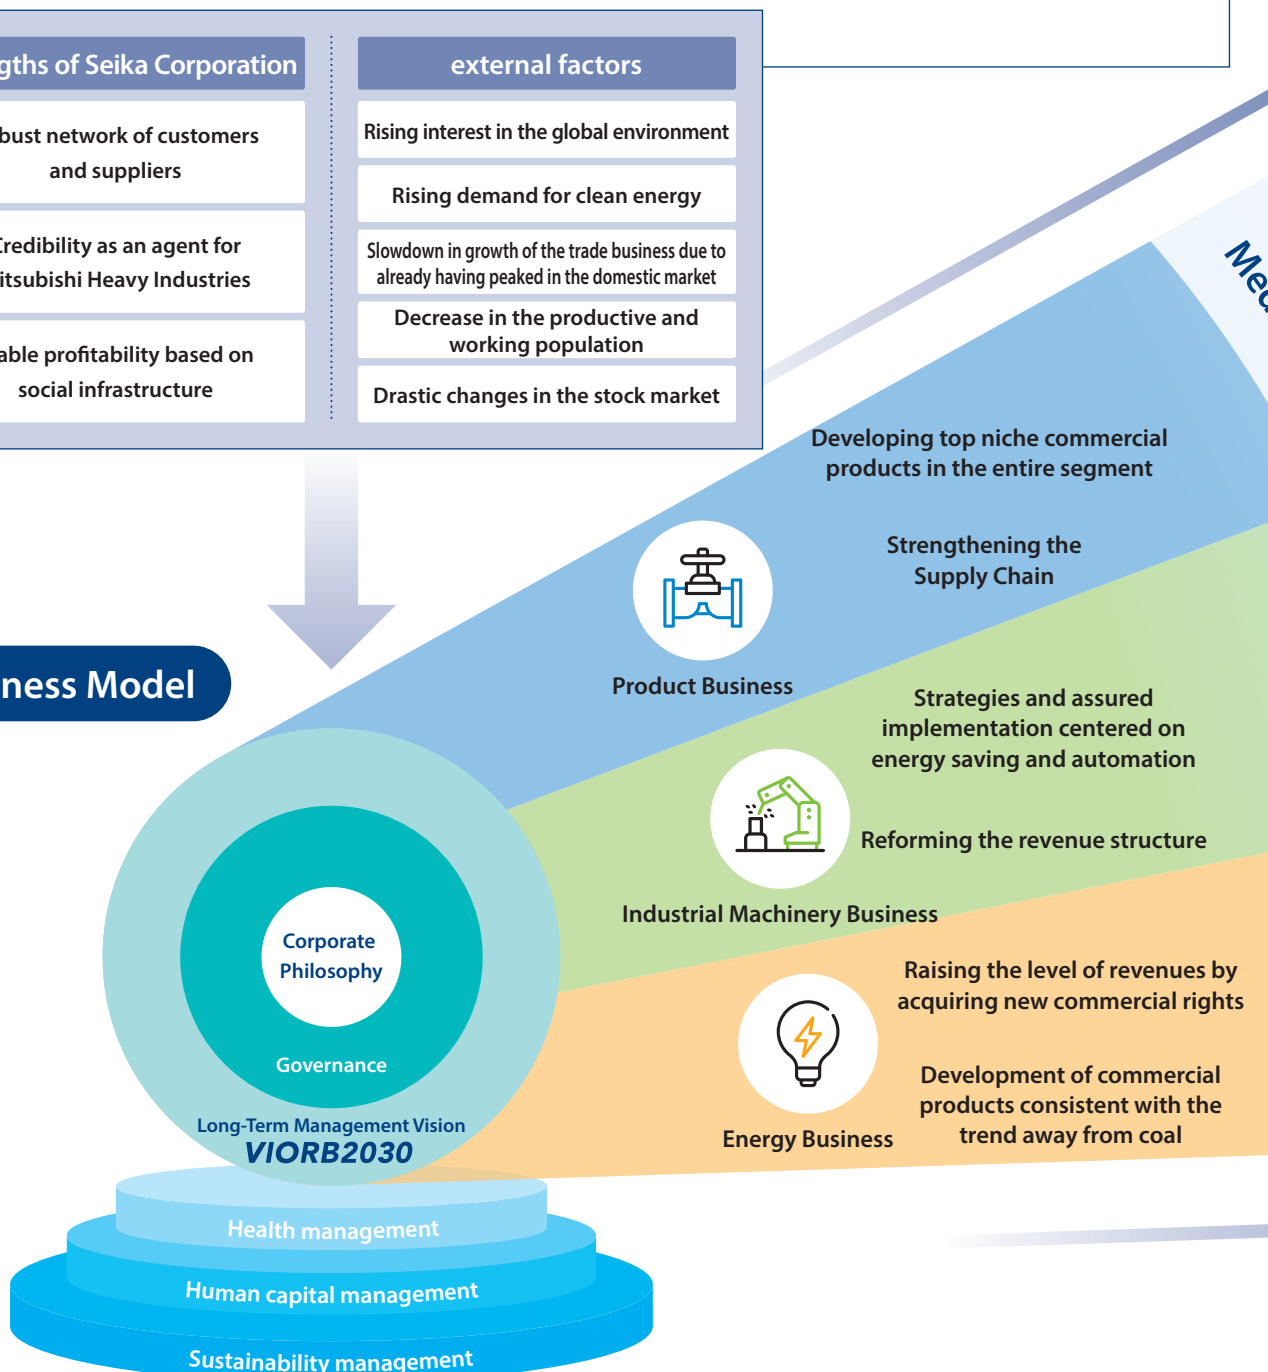 gths of Seika Corporation
bust network of customers
and suppliers
redibility as an agent for
itsubishi Heavy Industries
able profitability based on
social infrastructure
external factors
Rising interest in the global environment
Rising demand for clean energy
Slowdown in growth of the trade business due to
already having peaked in the domestic market
Decrease in the productive and
working population
Drastic changes in the stock market
Med
ness Model
Developing top niche commercial
products in the entire segment
Strengthening the
Supply Chain
Product Business
Strategies and assured
implementation centered on
energy saving and automation
Reforming the revenue structure
Industrial Machinery Business
Raising the level of revenues by
acquiring new commercial rights
Development of commercial
products consistent with the
trend away from coal
Energy Business
Corporate
Philosophy
Governance
Long-Term Management Vision
VIORB2030
Health management
Human capital management
Sustainability management